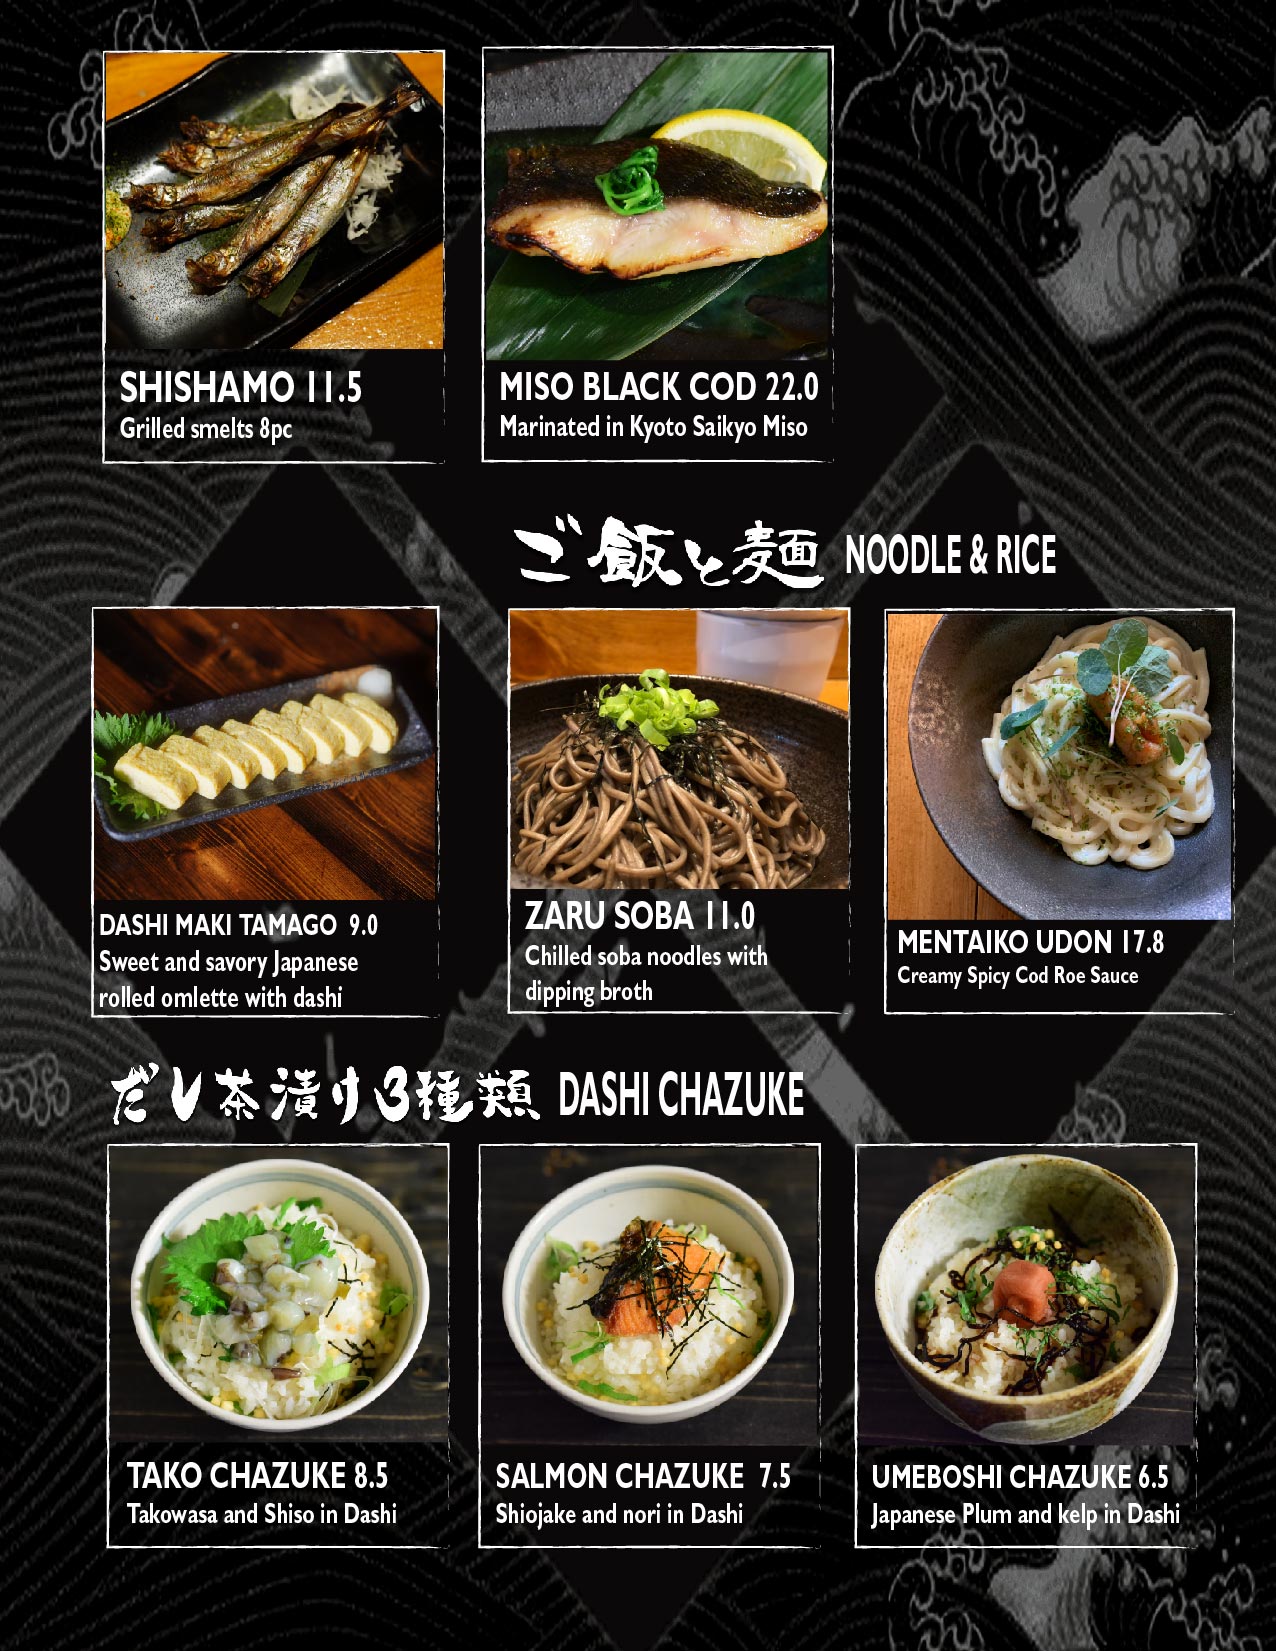 SHISHAMO 11.5
Grilled smelts 8pc
MISO BLACK COD 22.0
Marinated in Kyoto Saikyo Miso
ご飯と麺 NOODLE & RICE
DASHI MAKI TAMAGO 9.0
Sweet and savory Japanese
rolled omlette with dashi
ZARU SOBA 11.0
Chilled soba noodles with
dipping broth
MENTAIKO UDON 17.8
Creamy Spicy Cod Roe Sauce
だし茶漬け3種類 DASHI CHAZUKE
TAKO CHAZUKE 8.5
Takowasa and Shiso in Dashi
SALMON CHAZUKE 7.5
Shiojake and nori in Dashi
UMEBOSHI CHAZUKE 6.5
Japanese Plum and kelp in Dashi